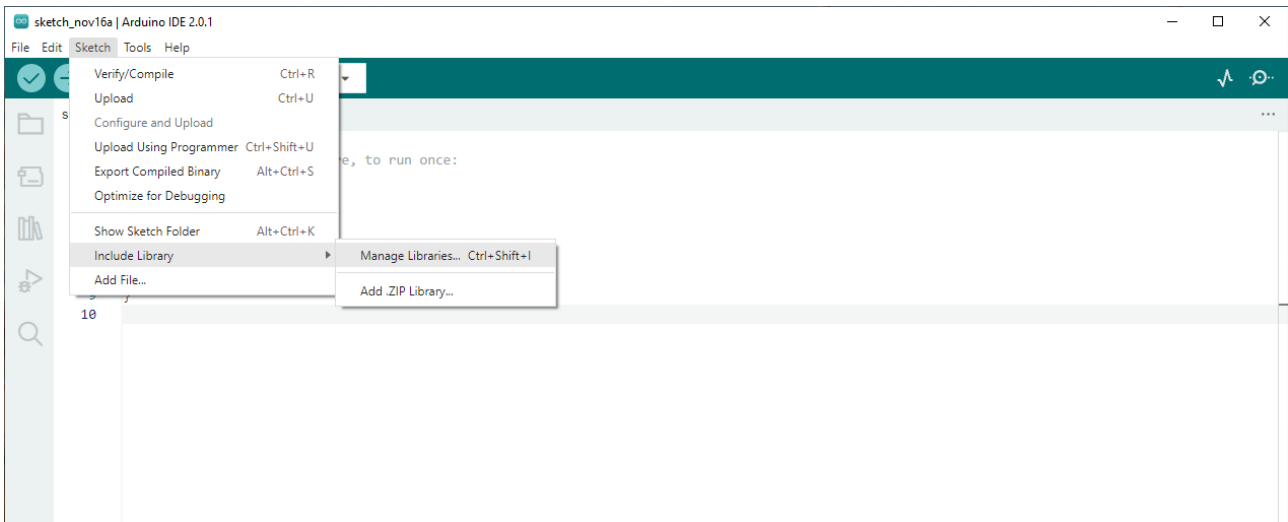 sketch_nov16a | Arduino IDE 2.0.1
File Edit Sketch Tools Help
Verify/Compile Ctrl+R
Upload Ctrl+U
s
Configure and Upload
Upload Using Programmer Ctrl+Shift+U
e, to run once:
Export Compiled Binary Alt+Ctrl+S
Optimize for Debugging
Show Sketch Folder Alt+Ctrl+K
Include Library
Manage Libraries... Ctrl+Shift+I
Add File...
Add .ZIP Library...
9 }
10